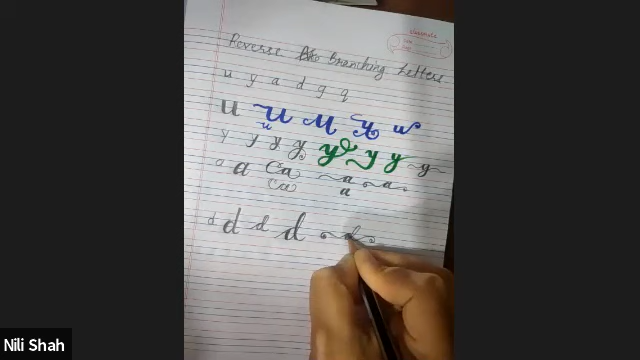 Reverse Branching Letters
u y a d g q
u u u y u
u
y y y y y y y y
a a a a a
a a
d d d d
Nili Shah